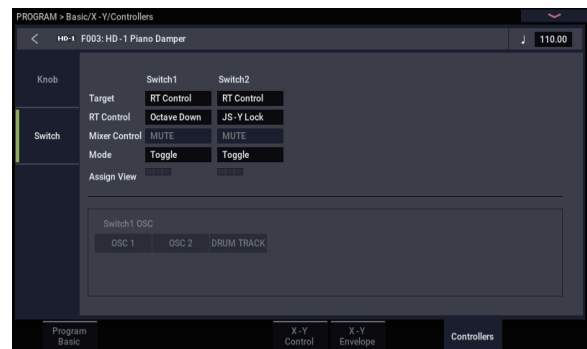 PROGRAM > Basic/X-Y/Controllers
HD-1 F003: HD-1 Piano Damper ♩ 110.00
Knob
Switch
Switch1 Switch2
Target RT Control RT Control
RT Control Octave Down JS-Y Lock
Mixer Control MUTE MUTE
Mode Toggle Toggle
Assign View
Switch1 OSC
OSC 1 OSC 2 DRUM TRACK
Program
Basic
X-Y
Control
X-Y
Envelope
Controllers